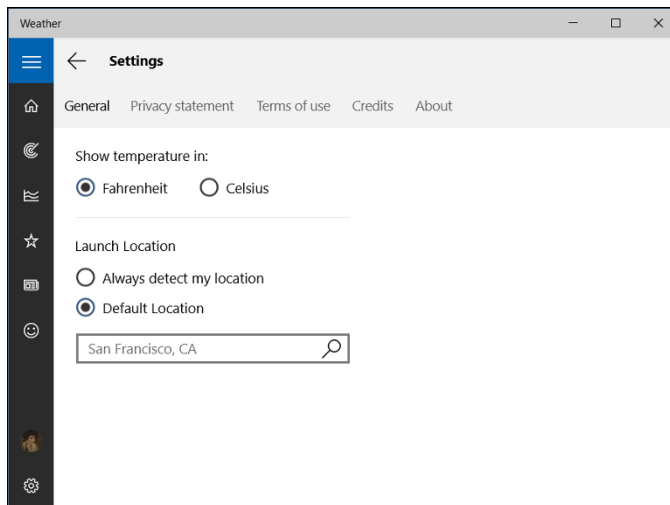 Weather
Settings
General Privacy statement Terms of use Credits About
Show temperature in:
Fahrenheit Celsius
Launch Location
Always detect my location
Default Location
San Francisco, CA